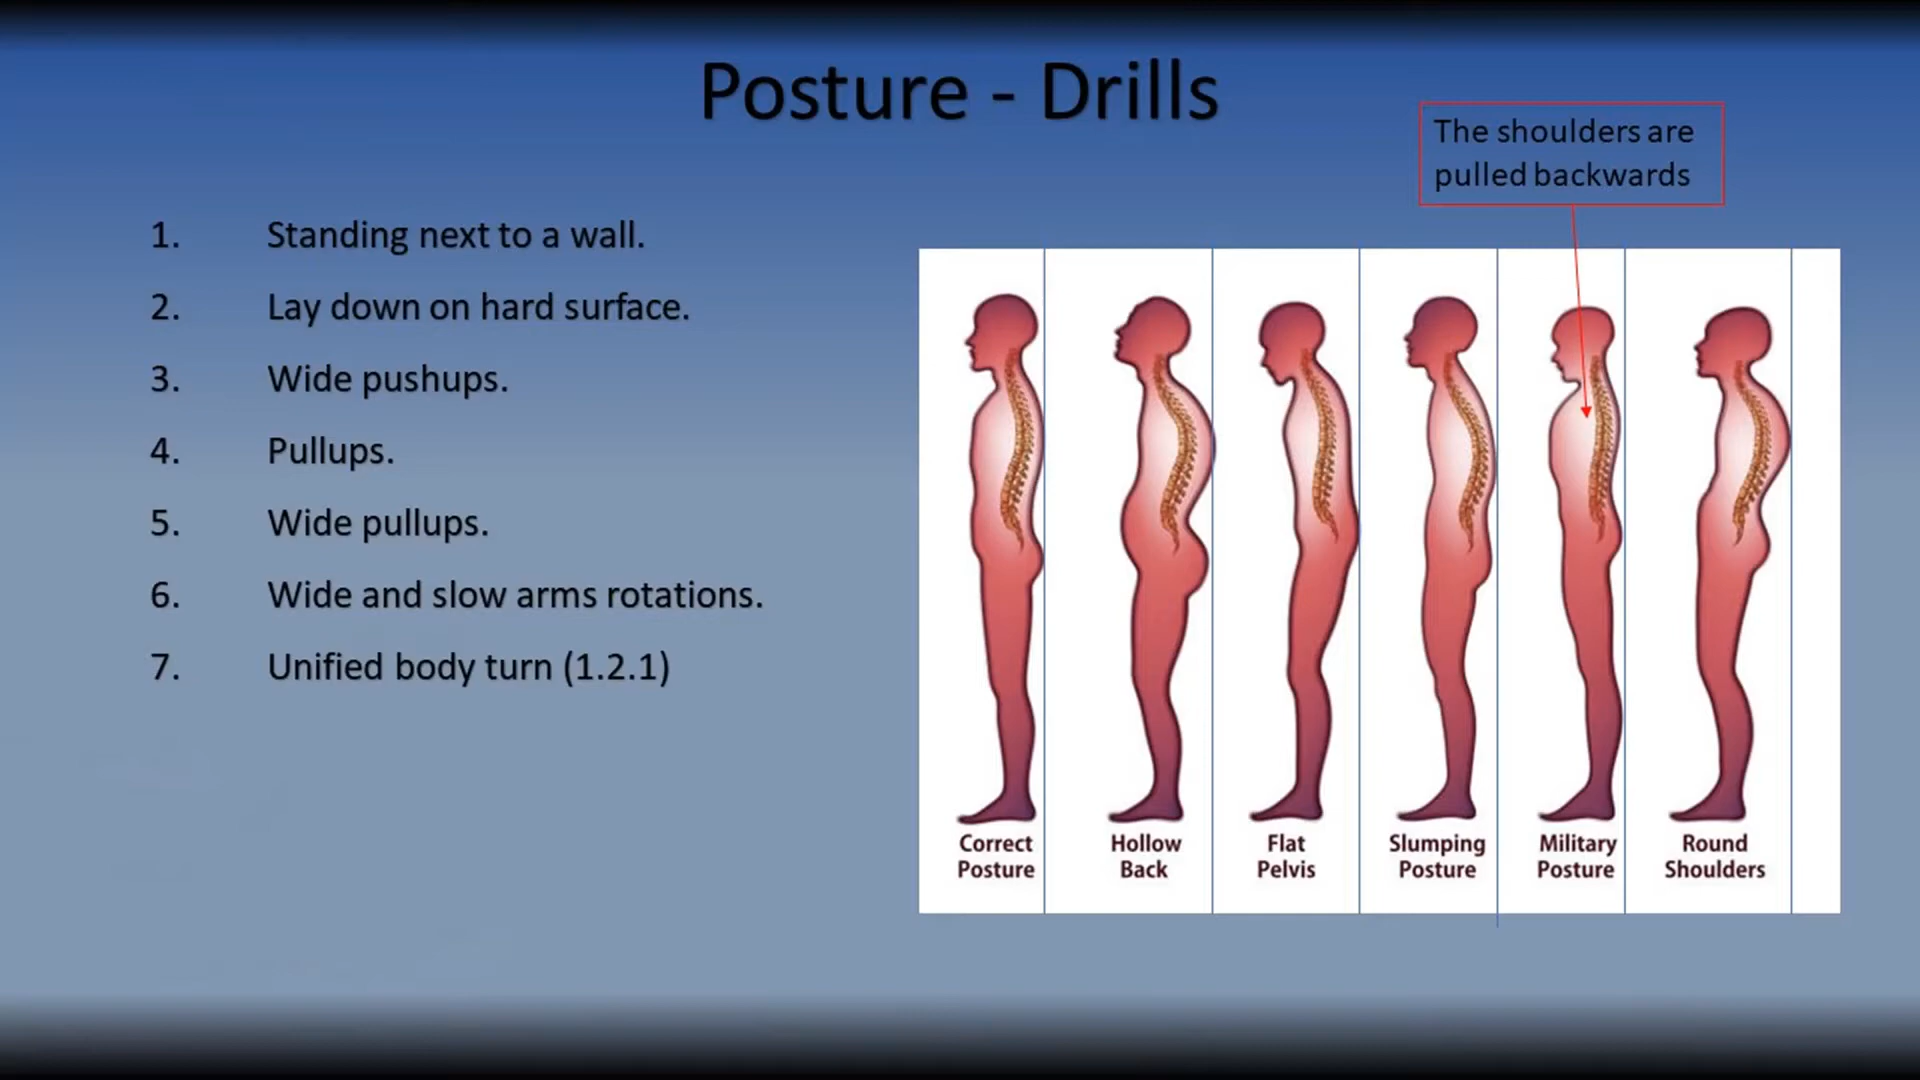 Posture - Drills
The shoulders are
pulled backwards
1. Standing next to a wall.
2. Lay down on hard surface.
3. Wide pushups.
4. Pullups.
5. Wide pullups.
6. Wide and slow arms rotations.
7. Unified body turn (1.2.1)
Correct
Posture
Hollow
Back
Flat
Pelvis
Slumping
Posture
Military
Posture
Round
Shoulders